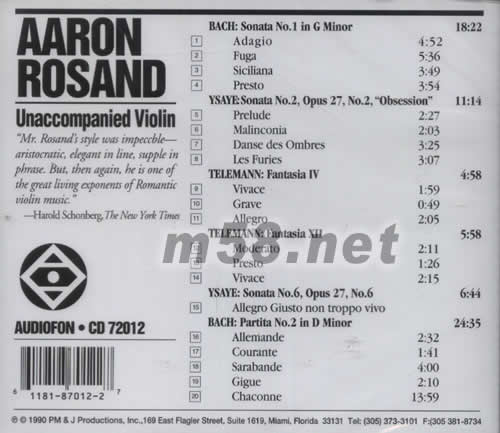 AARON
ROSAND
Unaccompanied Violin
"Mr. Rosand's style was impeccble—
aristocratic, elegant in line, supple in
phrase. But, then again, he is one of
the great living exponents of Romantic
violin music."
—Harold Schonberg, The New York Times
AUDIOFON • CD 72012
6 1181-87012-2 7
BACH: Sonata No.1 in G Minor 18:22
1 Adagio 4:52
2 Fuga 5:36
3 Siciliana 3:49
4 Presto 3:54
YSAYE: Sonata No.2, Opus 27, No.2, "Obsession" 11:14
5 Prelude 2:27
6 Malinconia 2:03
7 Danse des Ombres 3:25
8 Les Furies 3:07
TELEMANN: Fantasia IV 4:58
9 Vivace 1:59
10 Grave 0:49
11 Allegro 2:05
TELEMANN: Fantasia XII 5:58
12 Moderato 2:11
13 Presto 1:26
14 Vivace 2:15
YSAYE: Sonata No.6, Opus 27, No.6 6:44
15 Allegro Giusto non troppo vivo
BACH: Partita No.2 in D Minor 24:35
16 Allemande 2:32
17 Courante 1:41
18 Sarabande 4:00
19 Gigue 2:10
20 Chaconne 13:59
m58.net
℗ © 1990 PM & J Productions, Inc.,169 East Flagler Street, Suite 1619, Miami, Florida 33131 Tel: (305) 373-3101 F:(305 381-8734